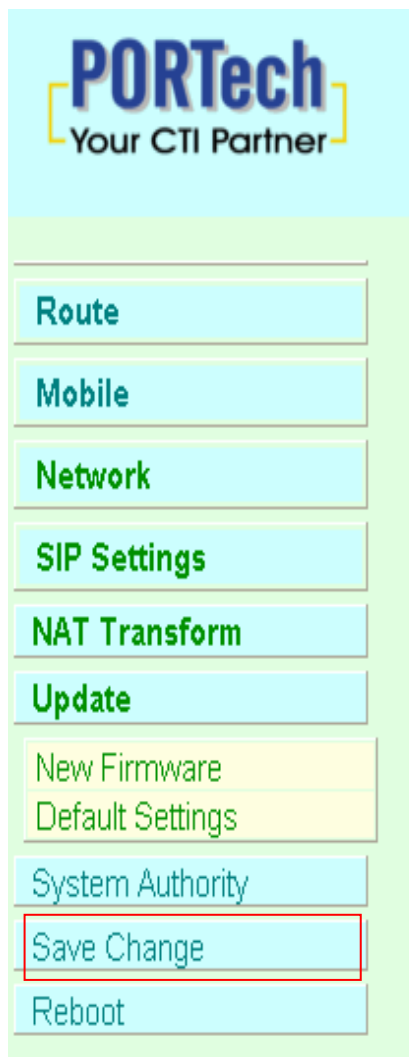 PORTech
Your CTI Partner
Route
Mobile
Network
SIP Settings
NAT Transform
Update
New Firmware
Default Settings
System Authority
Save Change
Reboot